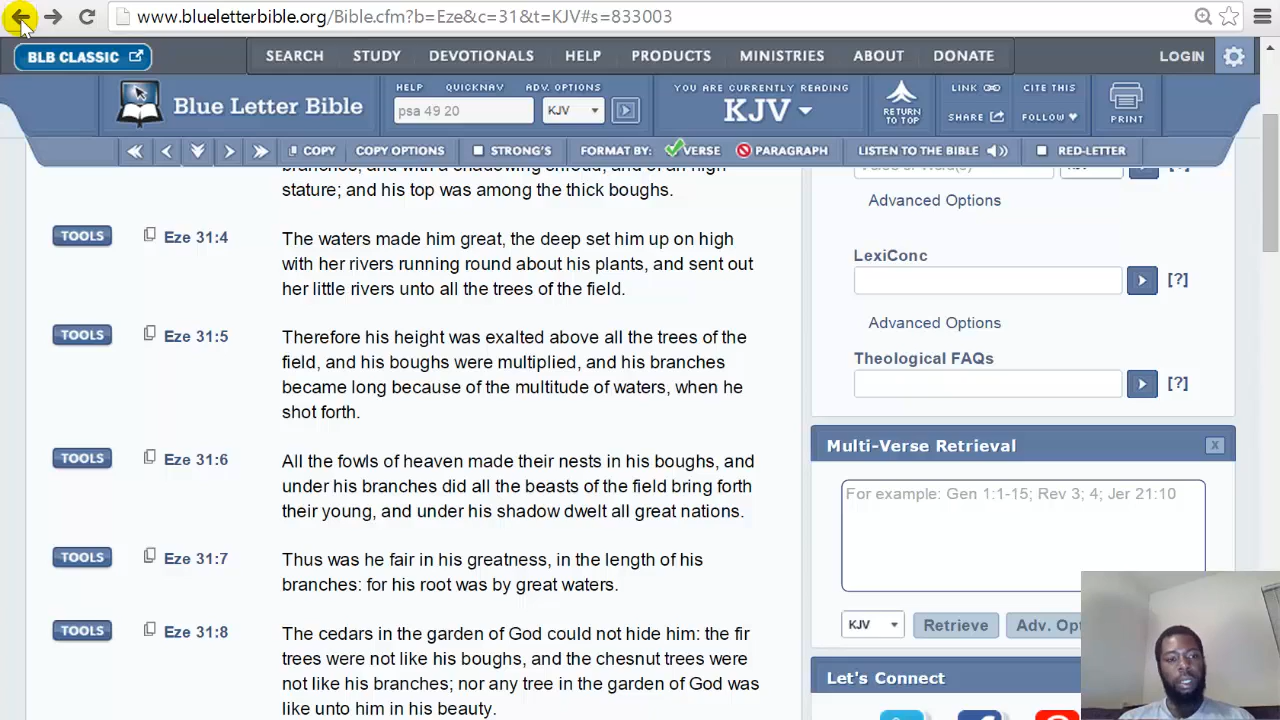 www.blueletterbible.org/Bible.cfm?b=Eze&c=31&t=KJV#s=833003
BLB CLASSIC SEARCH STUDY DEVOTIONALS HELP PRODUCTS MINISTRIES ABOUT DONATE LOGIN
HELP QUICKNAV ADV. OPTIONS YOU ARE CURRENTLY READING LINK CITE THIS
Blue Letter Bible psa 49 20 KJV KJV RETURN TO TOP SHARE FOLLOW PRINT
COPY COPY OPTIONS STRONG'S FORMAT BY: VERSE PARAGRAPH LISTEN TO THE BIBLE RED-LETTER
stature; and his top was among the thick boughs.
TOOLS Eze 31:4 The waters made him great, the deep set him up on high
with her rivers running round about his plants, and sent out
her little rivers unto all the trees of the field.
TOOLS Eze 31:5 Therefore his height was exalted above all the trees of the
field, and his boughs were multiplied, and his branches
became long because of the multitude of waters, when he
shot forth.
TOOLS Eze 31:6 All the fowls of heaven made their nests in his boughs, and
under his branches did all the beasts of the field bring forth
their young, and under his shadow dwelt all great nations.
TOOLS Eze 31:7 Thus was he fair in his greatness, in the length of his
branches: for his root was by great waters.
TOOLS Eze 31:8 The cedars in the garden of God could not hide him: the fir
trees were not like his boughs, and the chesnut trees were
not like his branches; nor any tree in the garden of God was
like unto him in his beauty.
Advanced Options
LexiConc
[?]
Advanced Options
Theological FAQs
[?]
Multi-Verse Retrieval X
For example: Gen 1:1-15; Rev 3; 4; Jer 21:10
KJV Retrieve Adv. Opt
Let's Connect